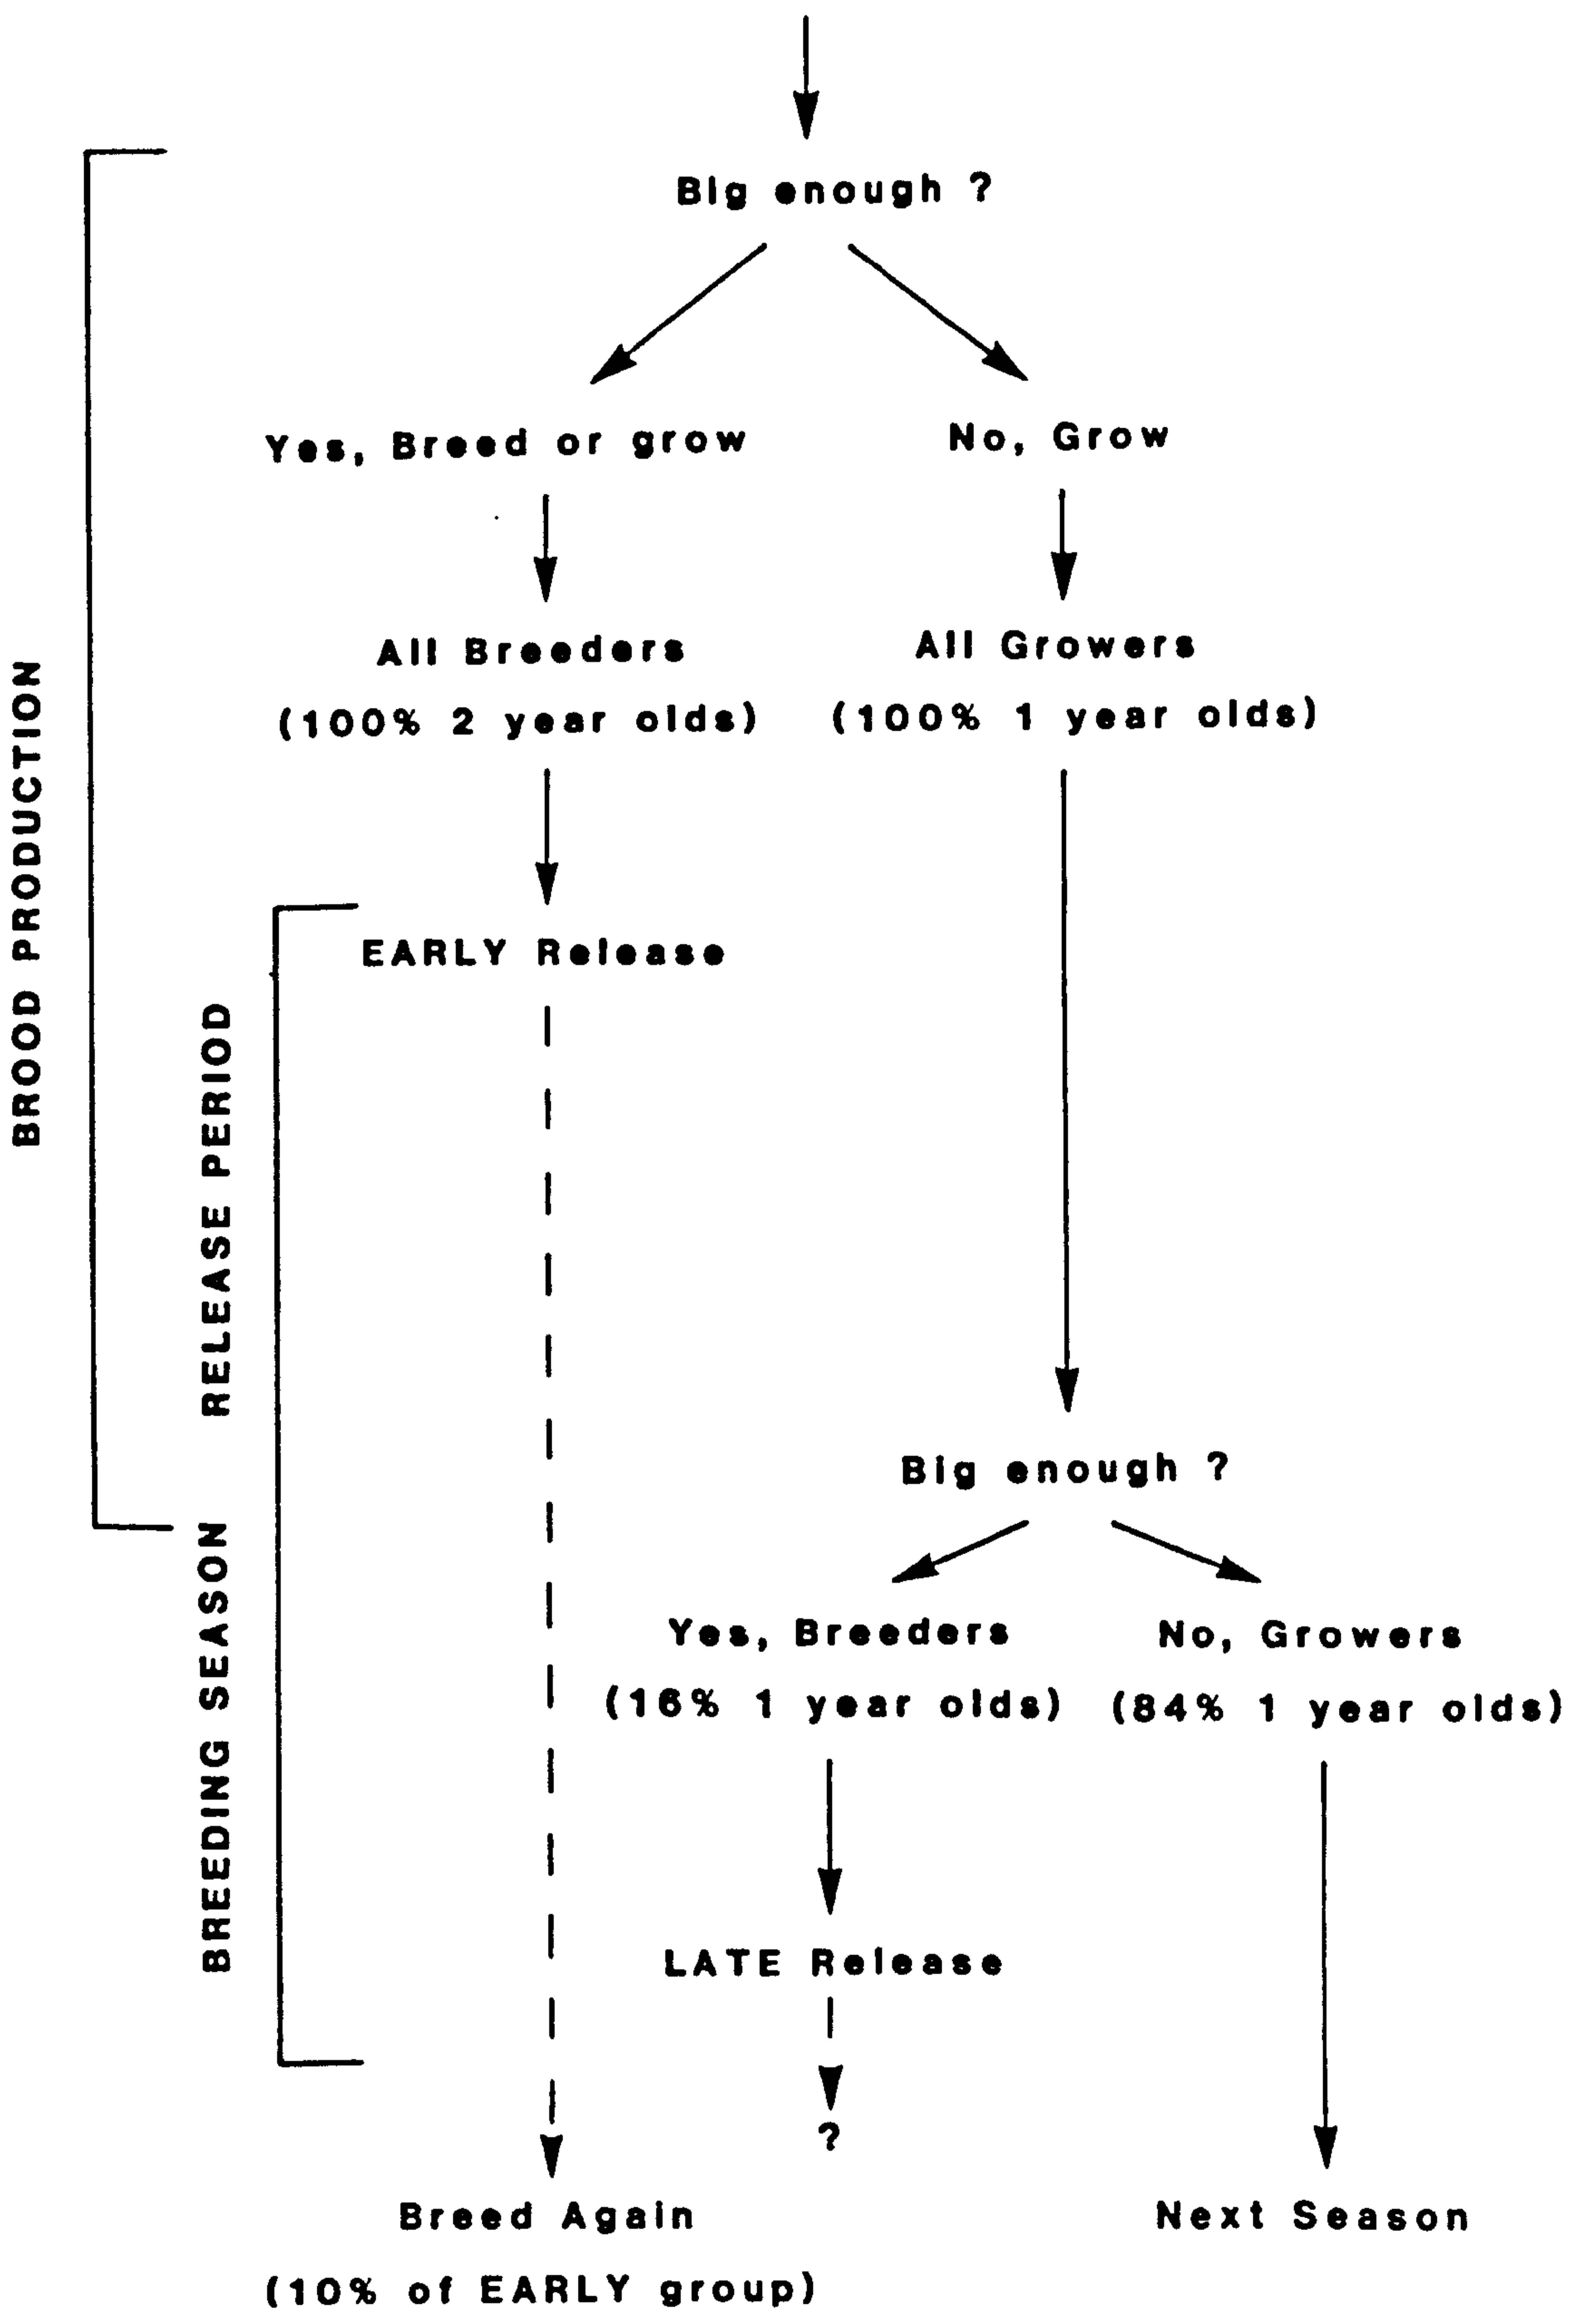 Big enough ?
Yes, Breed or grow
No, Grow
All Breeders
(100% 2 year olds)
All Growers
(100% 1 year olds)
EARLY Release
BROOD PRODUCTION
RELEASE PERIOD
BREEDING SEASON
Big enough ?
Yes, Breeders
(16% 1 year olds)
No, Growers
(84% 1 year olds)
LATE Release
?
Breed Again
(10% of EARLY group)
Next Season